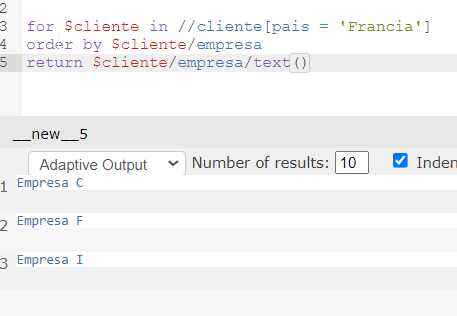 2
3 for $cliente in //cliente[pais = 'Francia']
4 order by $cliente/empresa
5 return $cliente/empresa/text()
__new__5
Adaptive Output Number of results: 10 Inden
1 Empresa C
2 Empresa F
3 Empresa I